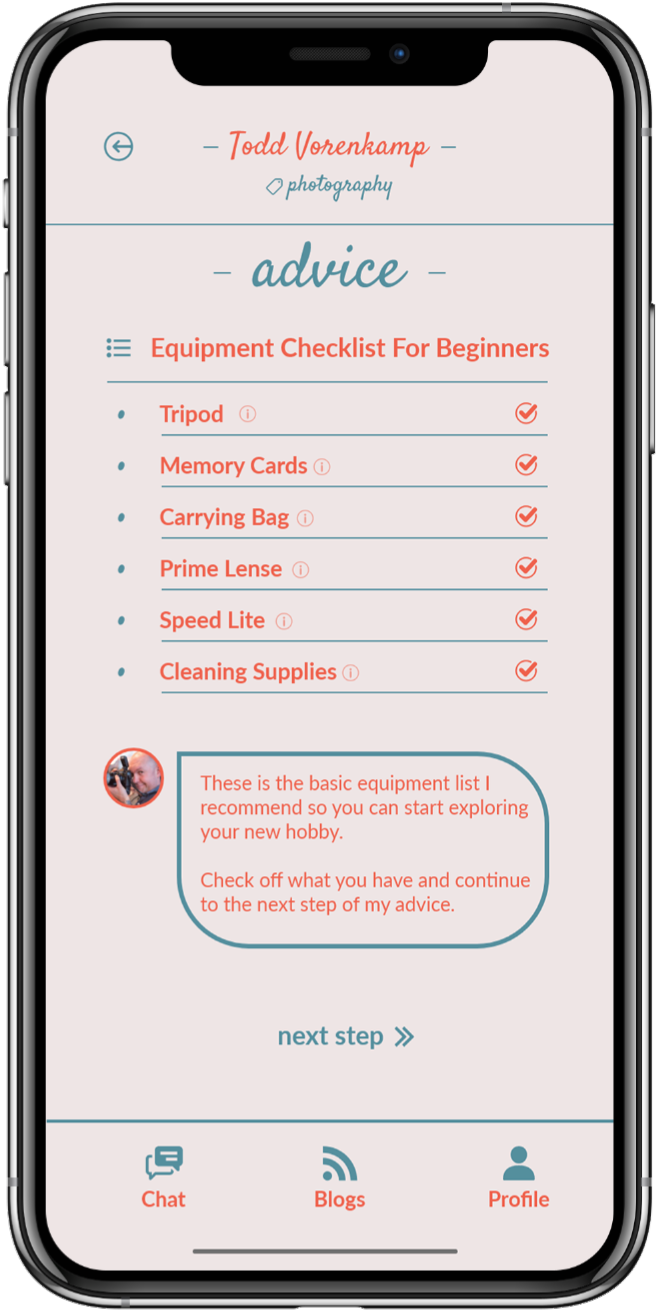 Todd Vorenkamp
photography
advice
Equipment Checklist For Beginners
Tripod
Memory Cards
Carrying Bag
Prime Lense
Speed Lite
Cleaning Supplies
These is the basic equipment list I
recommend so you can start exploring
your new hobby.
Check off what you have and continue
to the next step of my advice.
next step
Chat
Blogs
Profile